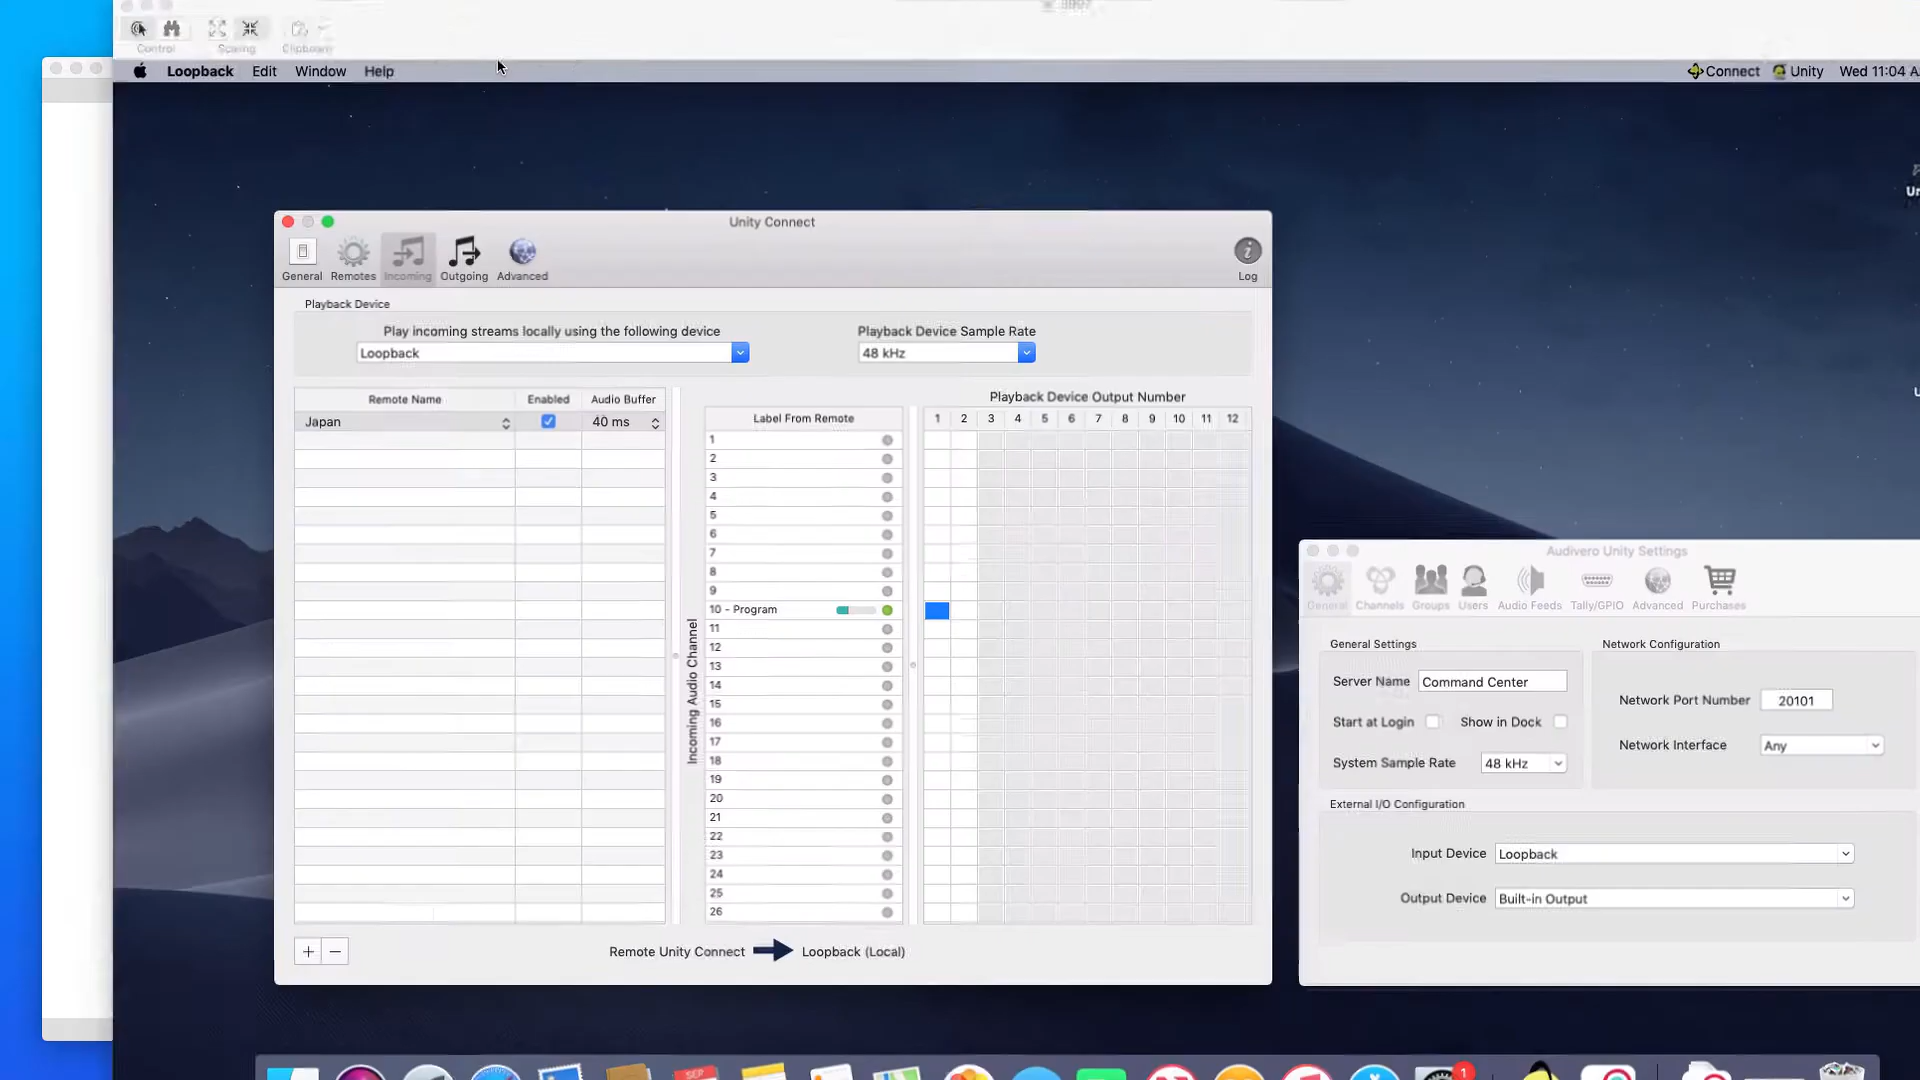 Control
Scaling
Clipboard
Loopback Edit Window Help
Connect Unity Wed 11:04 A
Unity Connect
General Remotes Incoming Outgoing Advanced
Log
Playback Device
Play incoming streams locally using the following device
Loopback
Playback Device Sample Rate
48 kHz
Remote Name Enabled Audio Buffer
Japan 40 ms
Playback Device Output Number
Label From Remote
1 2 3 4 5 6 7 8 9 10 11 12
1
2
3
4
5
6
7
8
9
10 - Program
11
12
13
14
15
16
17
18
19
20
21
22
23
24
25
26
Incoming Audio Channel
+ −
Remote Unity Connect Loopback (Local)
Audivero Unity Settings
General Channels Groups Users Audio Feeds Tally/GPIO Advanced Purchases
General Settings
Server Name Command Center
Start at Login Show in Dock
System Sample Rate 48 kHz
Network Configuration
Network Port Number 20101
Network Interface Any
External I/O Configuration
Input Device Loopback
Output Device Built-in Output
SEP
1